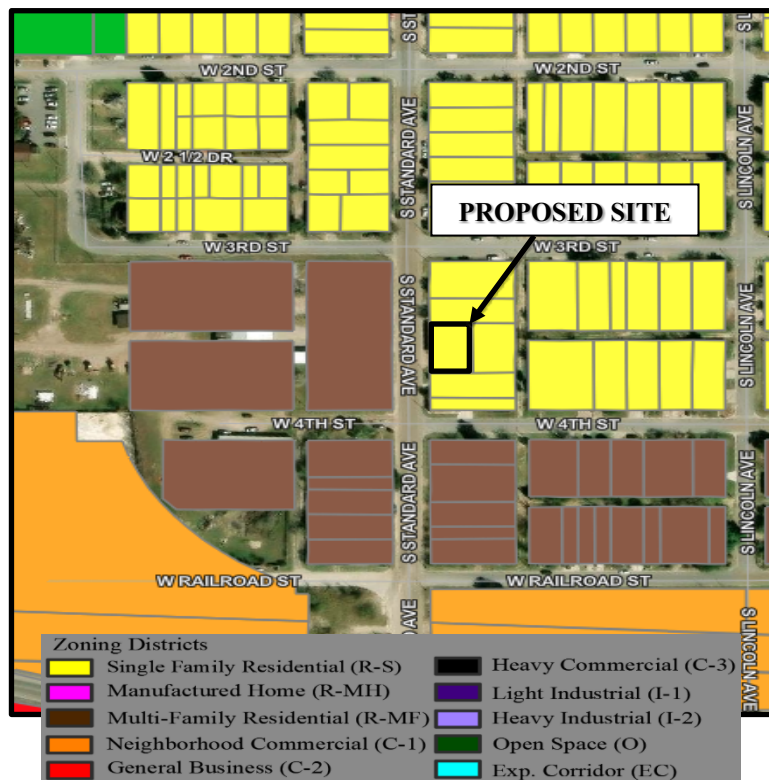 S ST
S L
W 2ND ST
W 2ND ST
S STANDARD AVE
S LINCOLN AVE
W 2 1/2 DR
PROPOSED SITE
W 3RD ST
W 3RD ST
S STANDARD AVE
S LINCOLN AVE
W 4TH ST
W 4TH ST
S STANDARD AVE
S LINCOLN AVE
W RAILROAD ST
W RAILROAD ST
D AVE
S LINCOLN AVE
Zoning Districts
Single Family Residential (R-S)
Manufactured Home (R-MH)
Multi-Family Residential (R-MF)
Neighborhood Commercial (C-1)
General Business (C-2)
Heavy Commercial (C-3)
Light Industrial (I-1)
Heavy Industrial (I-2)
Open Space (O)
Exp. Corridor (EC)